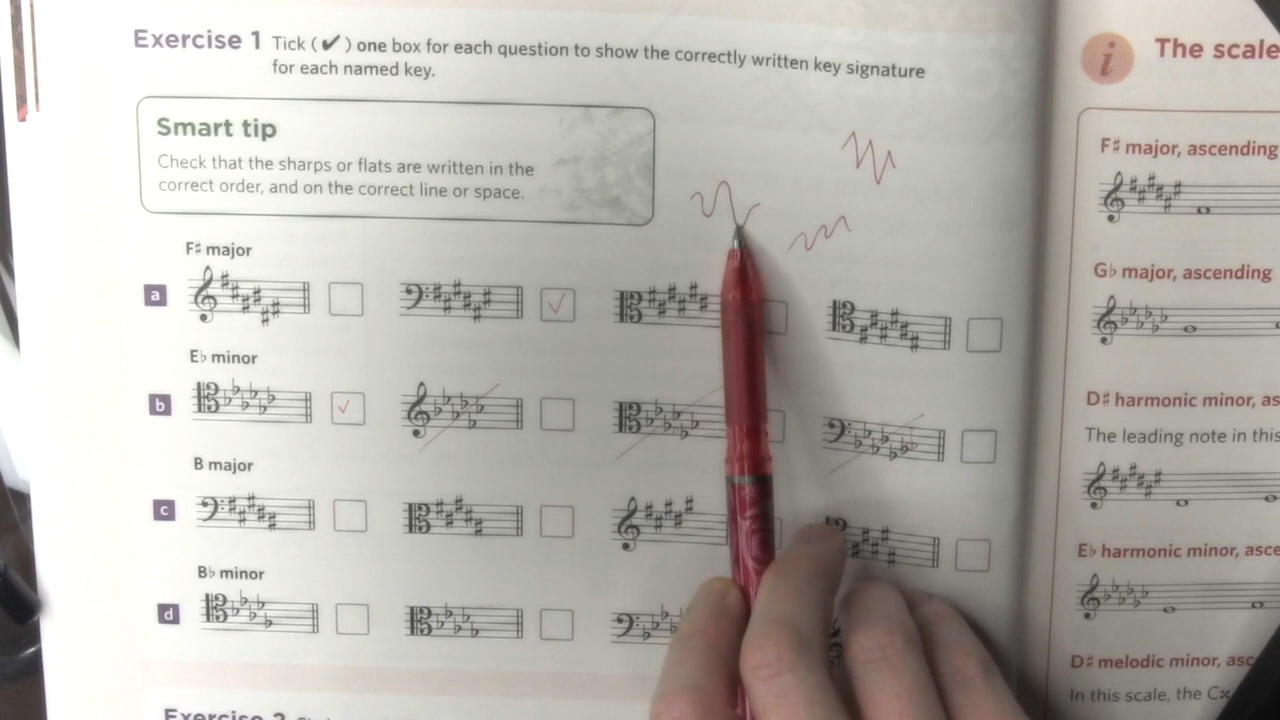 Exercise 1 Tick (✔) one box for each question to show the correctly written key signature
for each named key.
Smart tip
Check that the sharps or flats are written in the
correct order, and on the correct line or space.
F♯ major
a
E♭ minor
b
B major
c
B♭ minor
d
Exercise 2
i The scale
F♯ major, ascending
G♭ major, ascending
D♯ harmonic minor, as
The leading note in this
E♭ harmonic minor, asce
D♯ melodic minor, asc
In this scale, the C𝄪